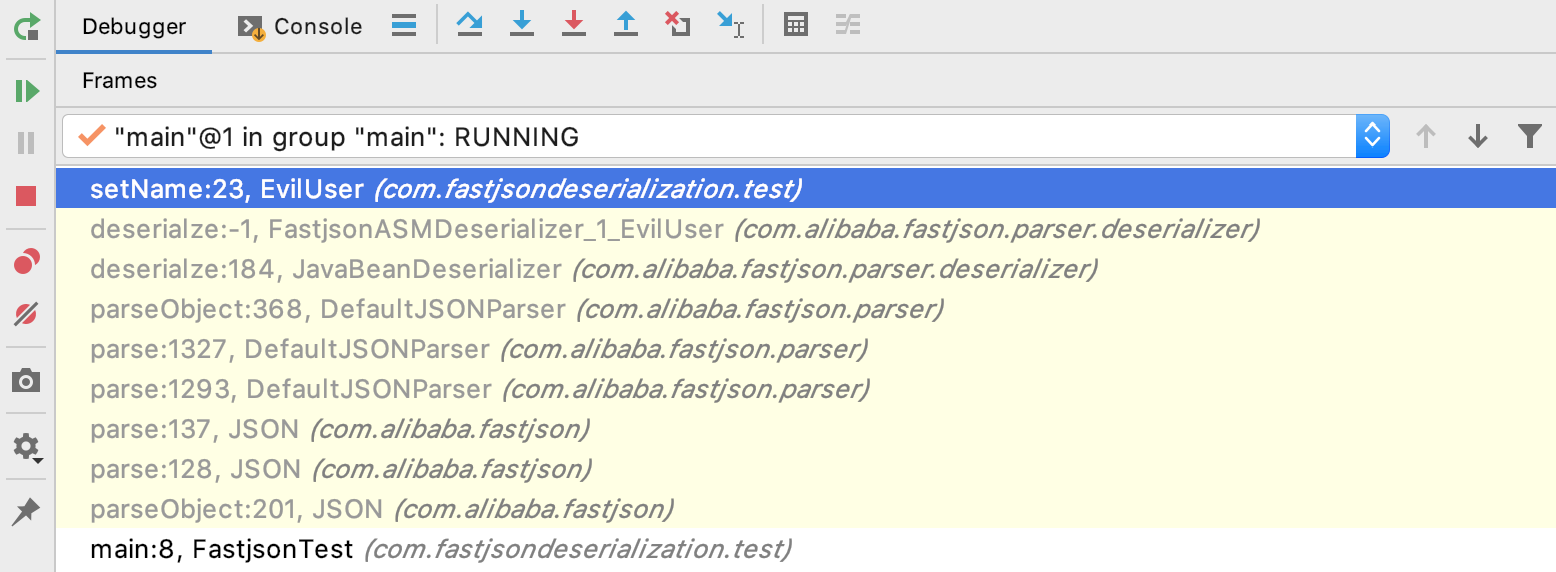 Debugger Console
Frames
"main"@1 in group "main": RUNNING
setName:23, EvilUser (com.fastjsondeserialization.test)
deserialze:-1, FastjsonASMDeserializer_1_EvilUser (com.alibaba.fastjson.parser.deserializer)
deserialze:184, JavaBeanDeserializer (com.alibaba.fastjson.parser.deserializer)
parseObject:368, DefaultJSONParser (com.alibaba.fastjson.parser)
parse:1327, DefaultJSONParser (com.alibaba.fastjson.parser)
parse:1293, DefaultJSONParser (com.alibaba.fastjson.parser)
parse:137, JSON (com.alibaba.fastjson)
parse:128, JSON (com.alibaba.fastjson)
parseObject:201, JSON (com.alibaba.fastjson)
main:8, FastjsonTest (com.fastjsondeserialization.test)